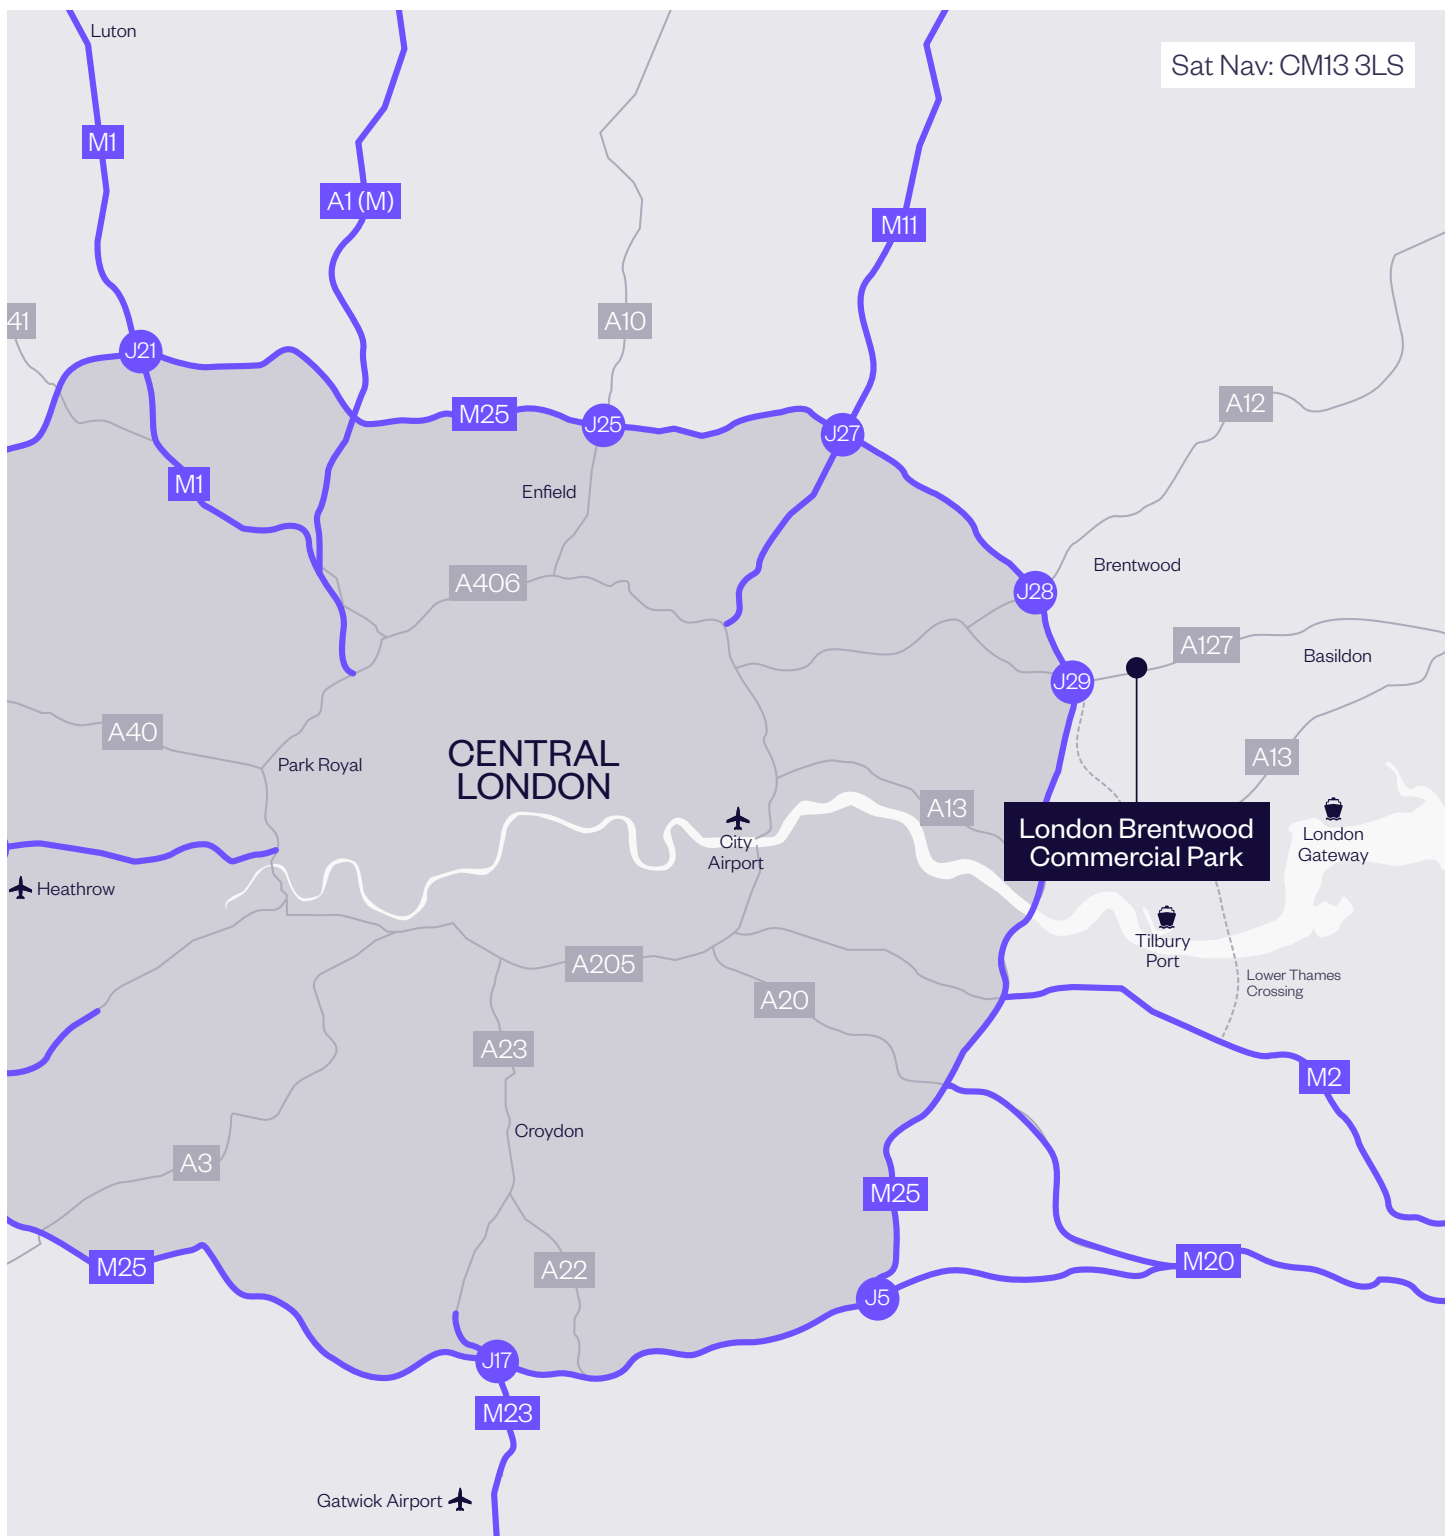 Luton
Sat Nav: CM13 3LS
M1
A1 (M)
M11
41
A10
J21
A12
M25
J25
J27
M1
Enfield
Brentwood
A406
J28
A127
Basildon
J29
A40
CENTRAL
LONDON
Park Royal
A13
A13
London Brentwood
Commercial Park
London
Gateway
City
Airport
Heathrow
Tilbury
Port
A205
Lower Thames
Crossing
A20
A23
M2
Croydon
A3
M25
M25
A22
M20
J5
J17
M23
Gatwick Airport